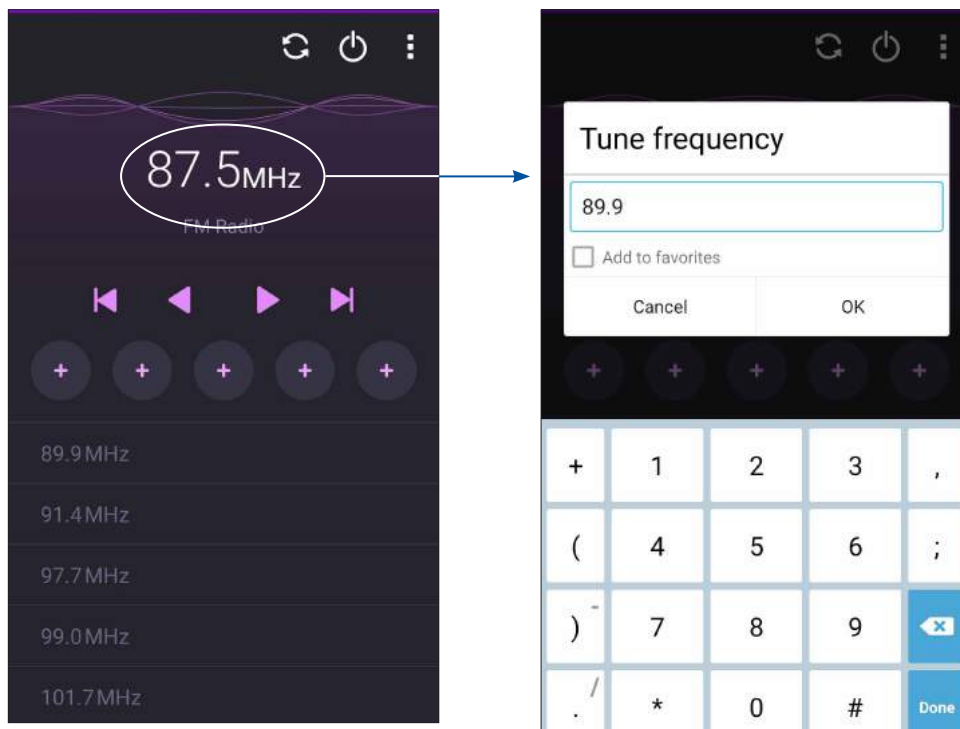 87.5MHz
FM Radio
+ + + + +
89.9MHz
91.4MHz
97.7MHz
99.0MHz
101.7MHz
Tune frequency
89.9
Add to favorites
Cancel OK
+ + + + +
+ 1 2 3 ,
( 4 5 6 ;
) - 7 8 9
. / * 0 # Done